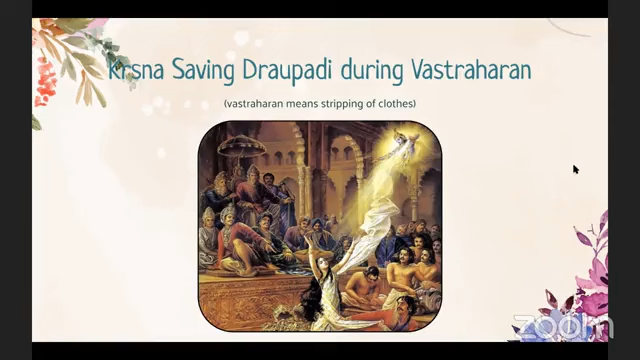 Krsna Saving Draupadi during Vastraharan
(vastraharan means stripping of clothes)
zoom